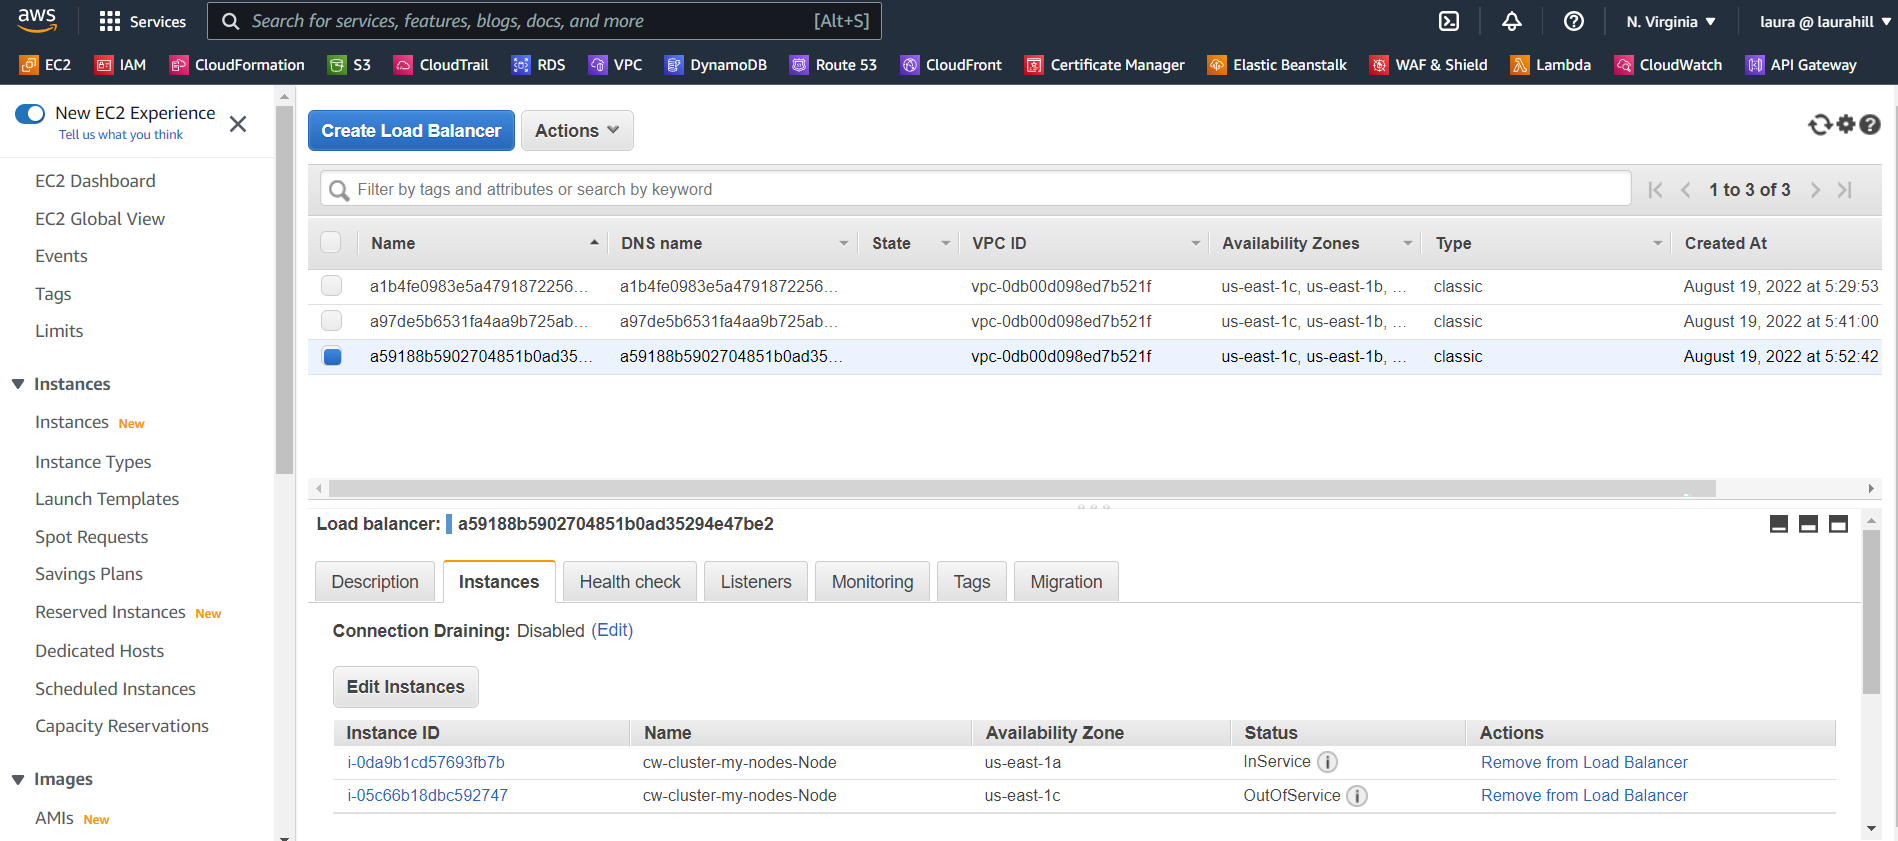 aws
Services
Search for services, features, blogs, docs, and more
[Alt+S]
N. Virginia
laura @ laurahill
EC2
IAM
CloudFormation
S3
CloudTrail
RDS
VPC
DynamoDB
Route 53
CloudFront
Certificate Manager
Elastic Beanstalk
WAF & Shield
Lambda
CloudWatch
API Gateway
New EC2 Experience
Tell us what you think
EC2 Dashboard
EC2 Global View
Events
Tags
Limits
Instances
Instances New
Instance Types
Launch Templates
Spot Requests
Savings Plans
Reserved Instances New
Dedicated Hosts
Scheduled Instances
Capacity Reservations
Images
AMIs New
Create Load Balancer
Actions
Filter by tags and attributes or search by keyword
1 to 3 of 3
Name DNS name State VPC ID Availability Zones Type Created At
a1b4fe0983e5a4791872256... a1b4fe0983e5a4791872256... vpc-0db00d098ed7b521f us-east-1c, us-east-1b, ... classic August 19, 2022 at 5:29:53
a97de5b6531fa4aa9b725ab... a97de5b6531fa4aa9b725ab... vpc-0db00d098ed7b521f us-east-1c, us-east-1b, ... classic August 19, 2022 at 5:41:00
a59188b5902704851b0ad35... a59188b5902704851b0ad35... vpc-0db00d098ed7b521f us-east-1c, us-east-1b, ... classic August 19, 2022 at 5:52:42
Load balancer: a59188b5902704851b0ad35294e47be2
Description Instances Health check Listeners Monitoring Tags Migration
Connection Draining: Disabled (Edit)
Edit Instances
Instance ID Name Availability Zone Status Actions
i-0da9b1cd57693fb7b cw-cluster-my-nodes-Node us-east-1a InService Remove from Load Balancer
i-05c66b18dbc592747 cw-cluster-my-nodes-Node us-east-1c OutOfService Remove from Load Balancer